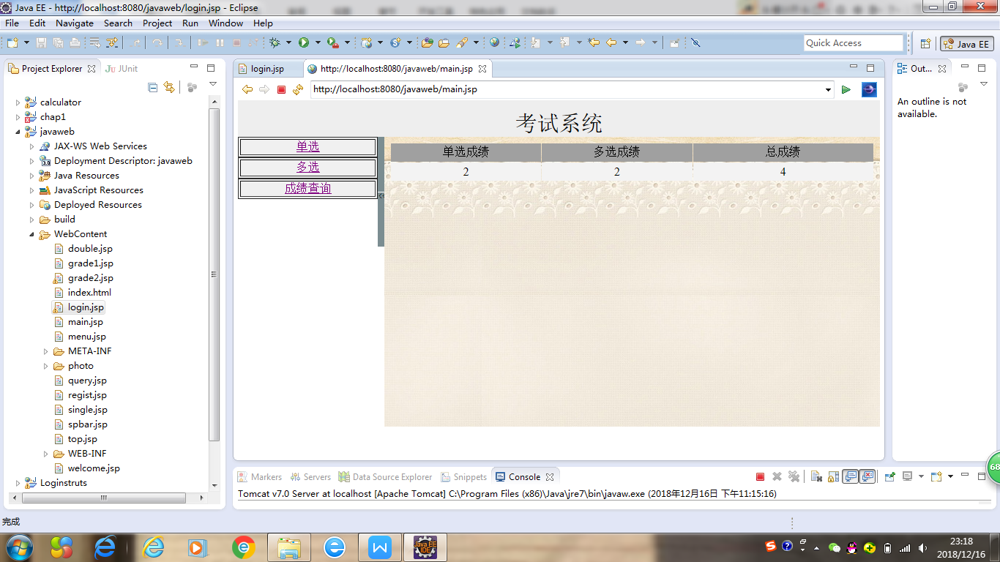 Java EE - http://localhost:8080/javaweb/login.jsp - Eclipse
File Edit Navigate Search Project Run Window Help
Quick Access
Java EE
Project Explorer
JUnit
login.jsp
http://localhost:8080/javaweb/main.jsp
Out...
http://localhost:8080/javaweb/main.jsp
An outline is not
available.
calculator
chap1
javaweb
JAX-WS Web Services
Deployment Descriptor: javaweb
Java Resources
JavaScript Resources
Deployed Resources
build
WebContent
double.jsp
grade1.jsp
grade2.jsp
index.html
login.jsp
main.jsp
menu.jsp
META-INF
photo
query.jsp
regist.jsp
single.jsp
spbar.jsp
top.jsp
WEB-INF
welcome.jsp
Loginstruts
考试系统
单选
多选
成绩查询
单选成绩 多选成绩 总成绩
2 2 4
68
Markers Servers Data Source Explorer Snippets Console
Tomcat v7.0 Server at localhost [Apache Tomcat] C:\Program Files (x86)\Java\jre7\bin\javaw.exe (2018年12月16日 下午11:15:16)
完成
Java EE
IDE
23:18
2018/12/16